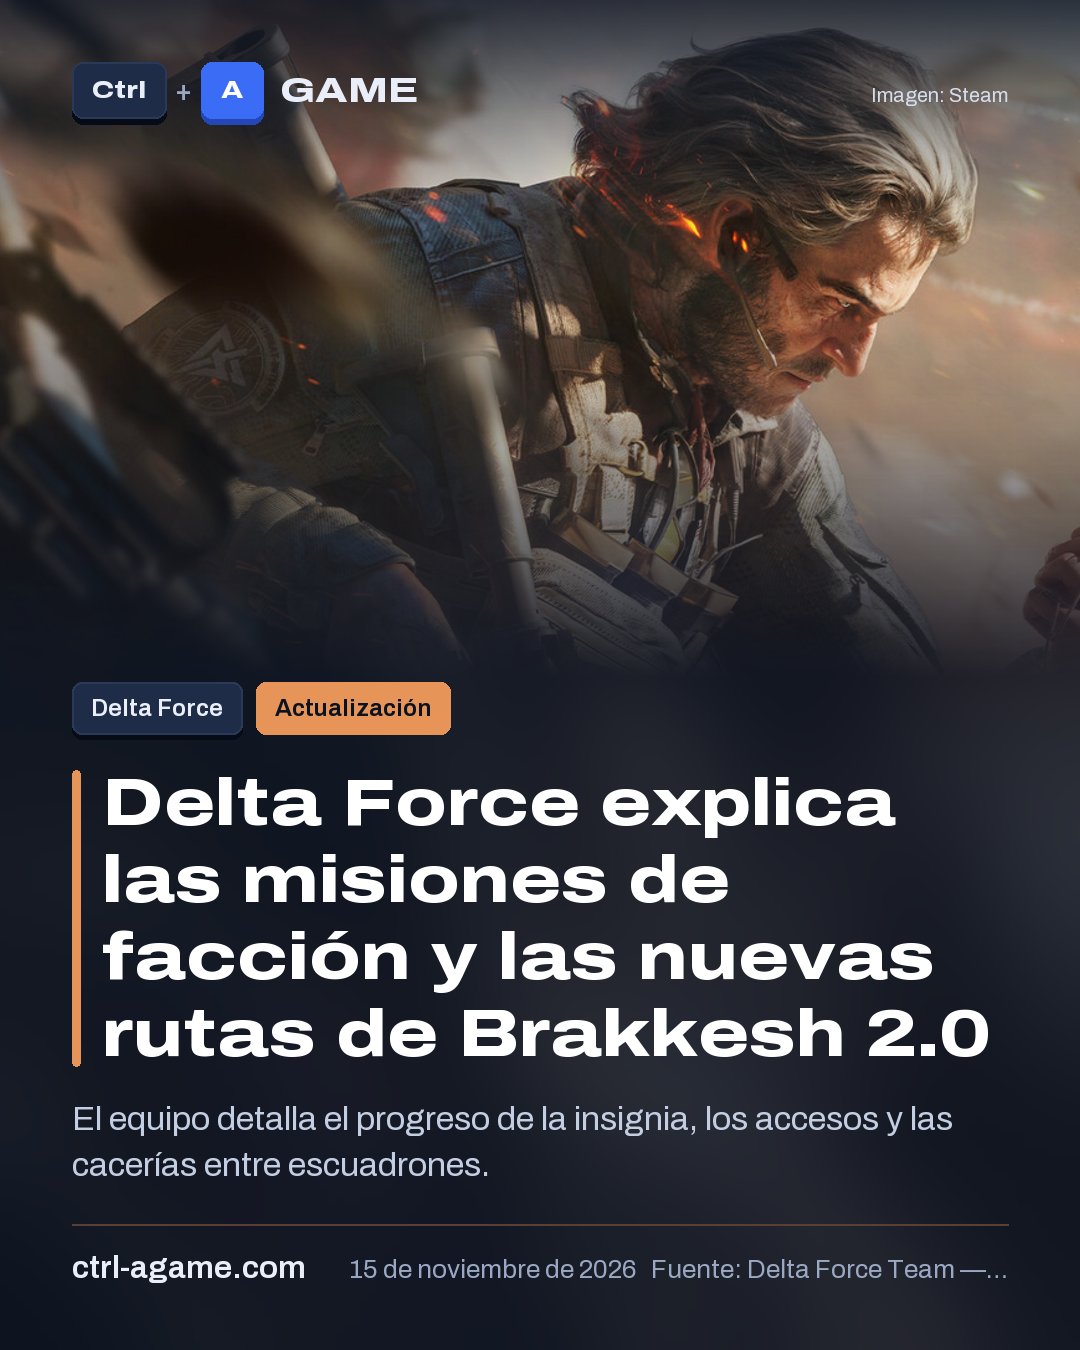 Ctrl + A GAME
Imagen: Steam
Delta Force
Actualización
Delta Force explica
las misiones de
facción y las nuevas
rutas de Brakkesh 2.0
El equipo detalla el progreso de la insignia, los accesos y las
cacerías entre escuadrones.
ctrl-agame.com
15 de noviembre de 2026
Fuente: Delta Force Team —...